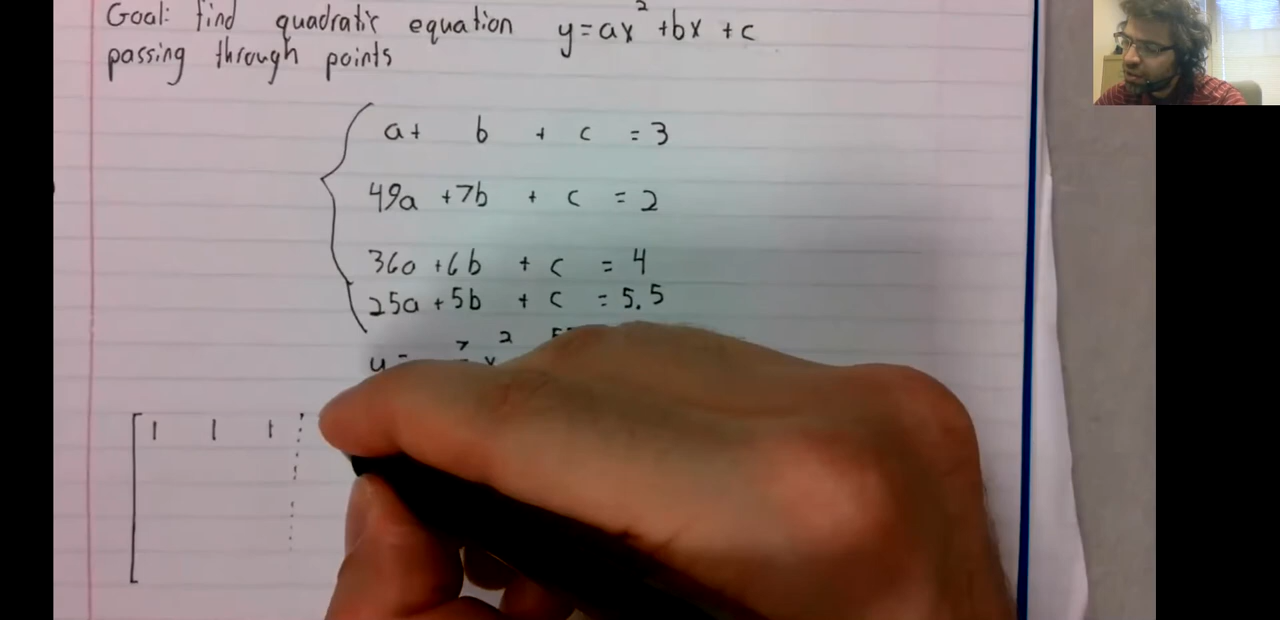 Goal: find quadratic equation y=ax²+bx+c
passing through points
a+ b + c = 3
49a +7b + c = 2
36a +6b + c = 4
25a +5b + c = 5.5
x²
1 1 1